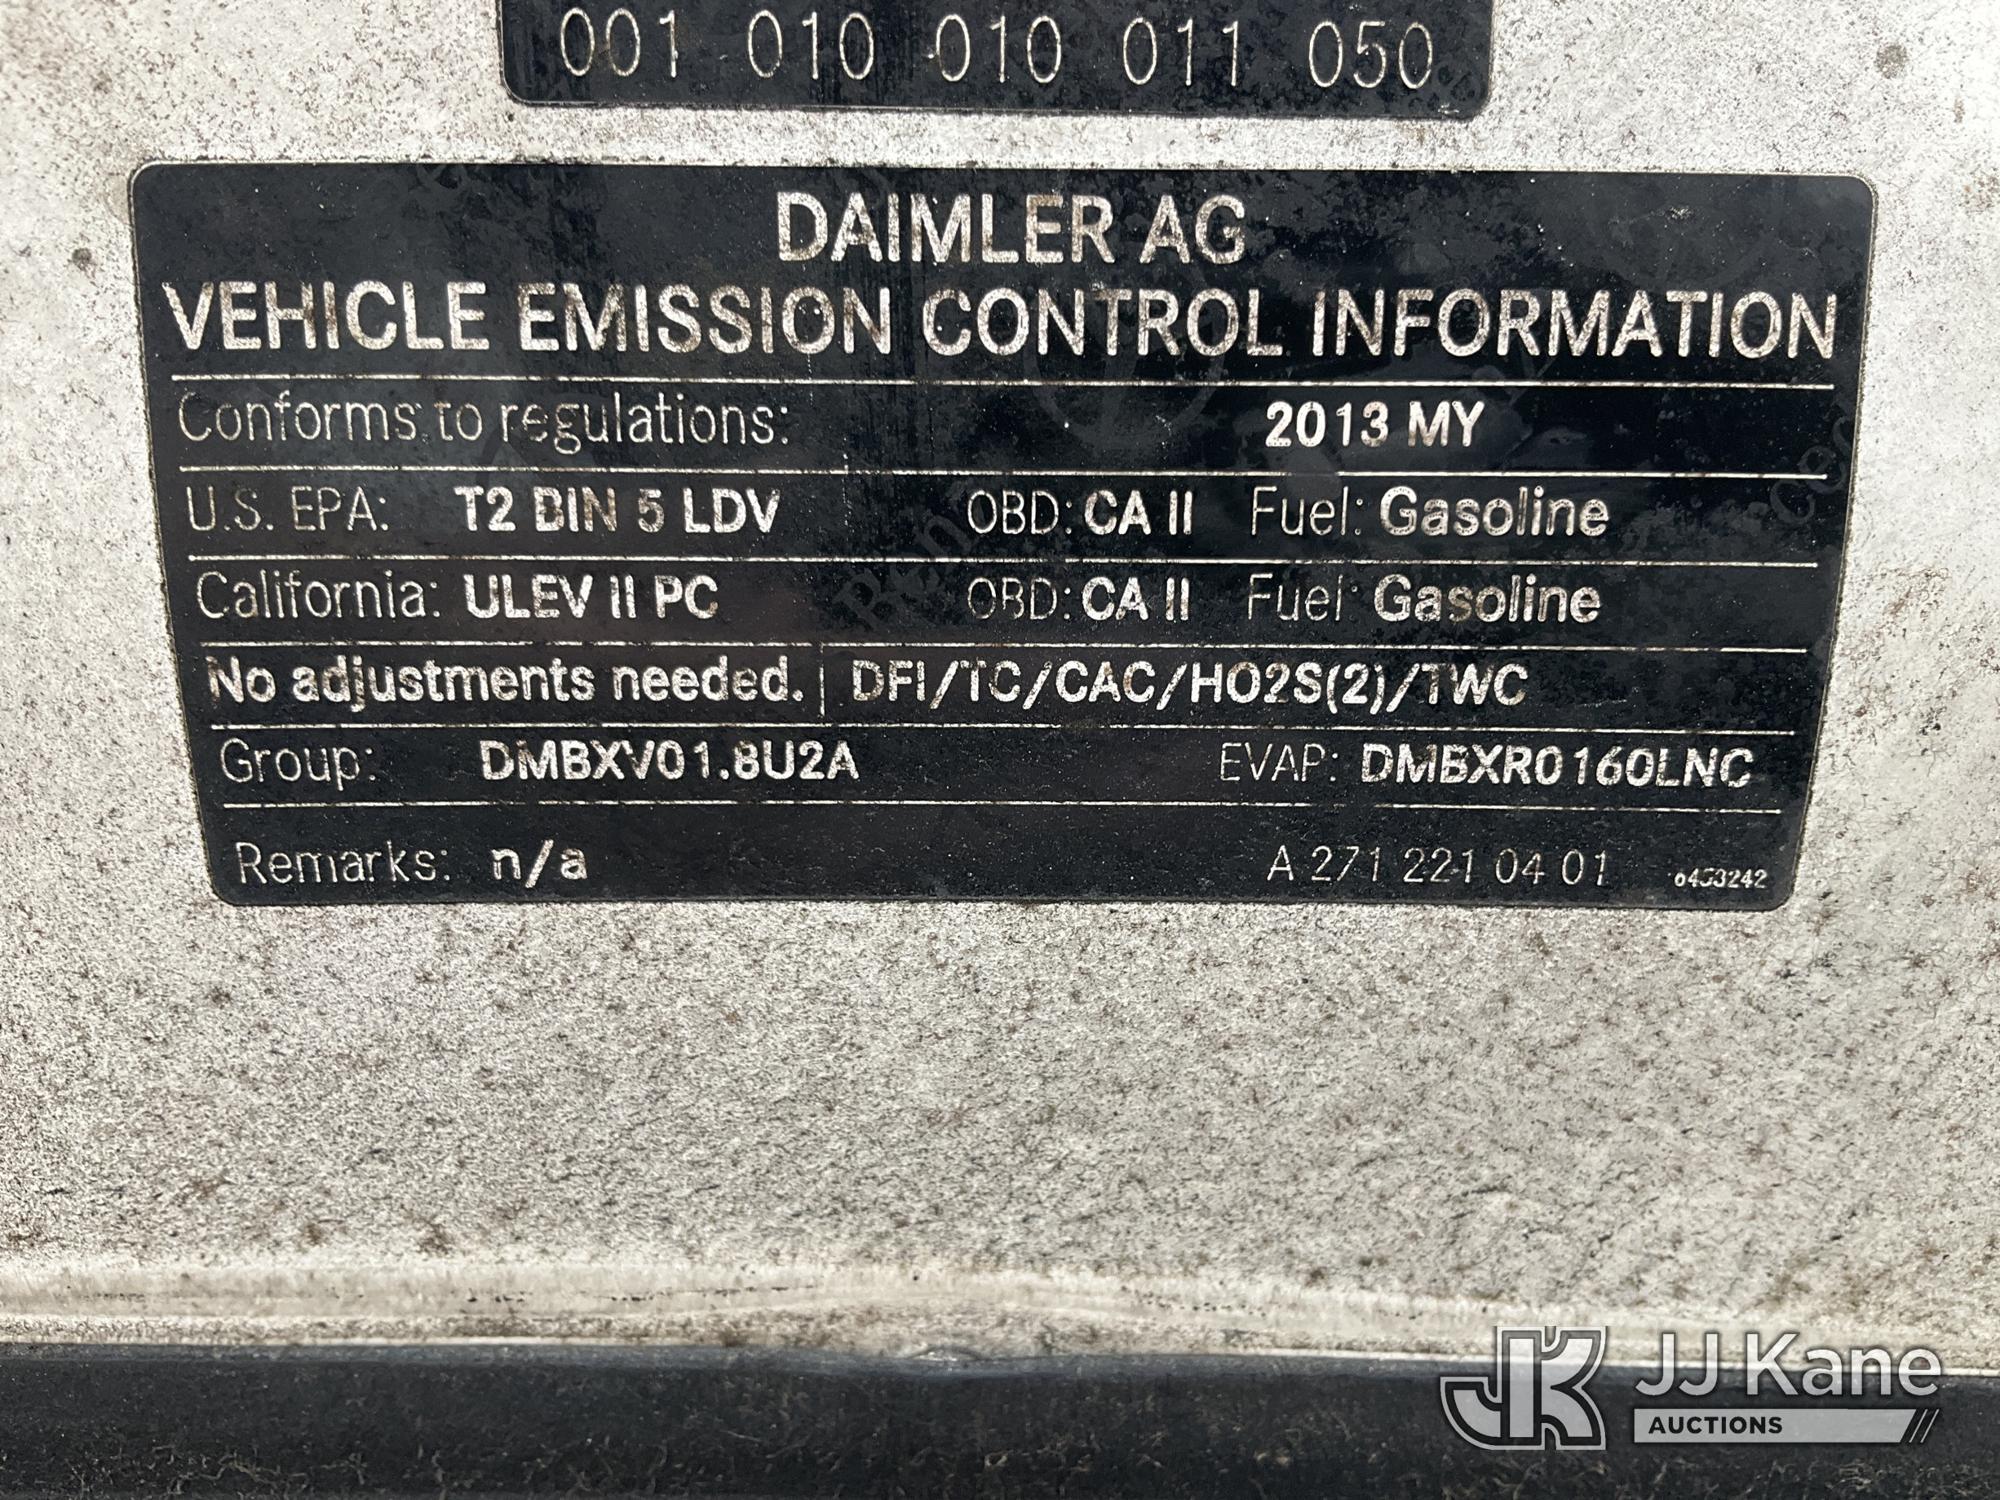 001 010 010 011 050
DAIMLER AG
VEHICLE EMISSION CONTROL INFORMATION
Conforms to regulations: 2013 MY
U.S. EPA: T2 BIN 5 LDV OBD: CA II Fuel: Gasoline
California: ULEV II PC OBD: CA II Fuel: Gasoline
No adjustments needed. DFI/TC/CAC/HO2S(2)/TWC
Group: DMBXV01.8U2A EVAP: DMBXR0160LNC
Remarks: n/a A 271 221 04 01
JK JJ Kane
AUCTIONS